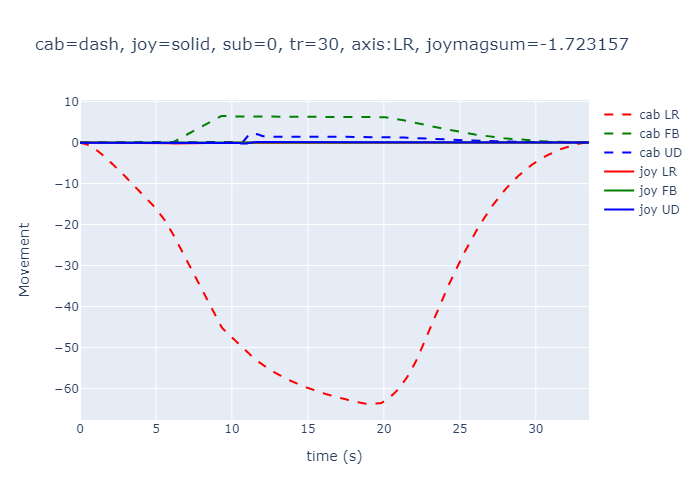 cab=dash, joy=solid, sub=0, tr=30, axis:LR, joymagsum=-1.723157
10
0
−10
−20
−30
−40
−50
−60
Movement
0
5
10
15
20
25
30
time (s)
cab LR
cab FB
cab UD
joy LR
joy FB
joy UD